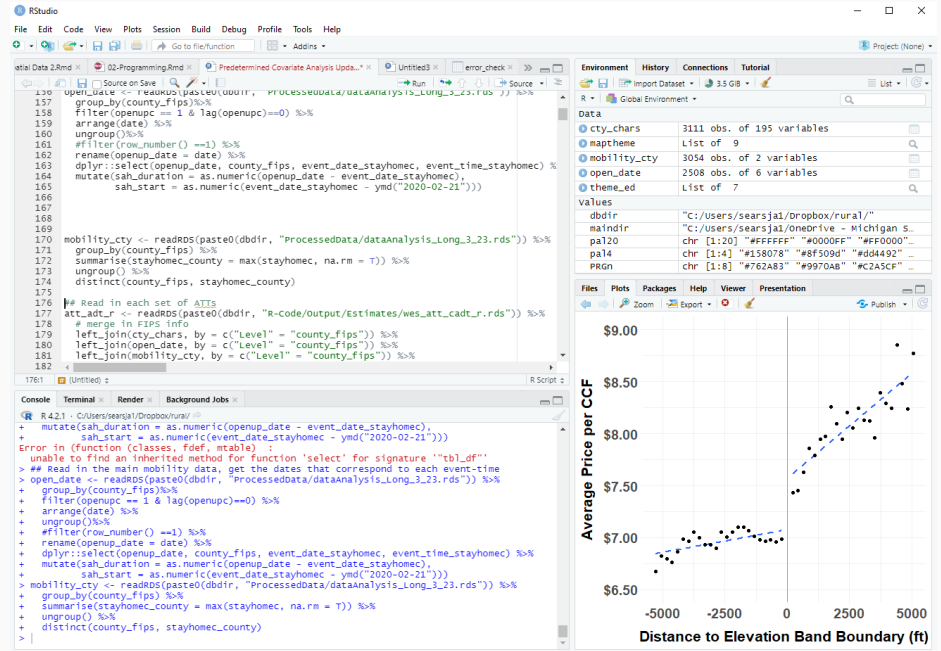 RStudio
File Edit Code View Plots Session Build Debug Profile Tools Help
Go to file/function Addins Project: (None)
atial Data 2.Rmd 02-Programming.Rmd Predetermined Covariate Analysis Upda...* Untitled3 error_check
Source on Save Run Source
156 open_date <- readRDS(paste0(dbdir, "ProcessedData/dataAnalysis_Long_3_23.rds")) %>%
157 group_by(county_fips)%>%
158 filter(openupc == 1 & lag(openupc)==0) %>%
159 arrange(date) %>%
160 ungroup()%>%
161 #filter(row_number() ==1) %>%
162 rename(openup_date = date) %>%
163 dplyr::select(openup_date, county_fips, event_date_stayhomec, event_time_stayhomec) %
164 mutate(sah_duration = as.numeric(openup_date - event_date_stayhomec),
165 sah_start = as.numeric(event_date_stayhomec - ymd("2020-02-21")))
166
167
168
169
170 mobility_cty <- readRDS(paste0(dbdir, "ProcessedData/dataAnalysis_Long_3_23.rds")) %>%
171 group_by(county_fips) %>%
172 summarise(stayhomec_county = max(stayhomec, na.rm = T)) %>%
173 ungroup() %>%
174 distinct(county_fips, stayhomec_county)
175
176 ## Read in each set of ATTs
177 att_adt_r <- readRDS(paste0(dbdir, "R-Code/Output/Estimates/wes_att_cadt_r.rds")) %>%
178 # merge in FIPS info
179 left_join(cty_chars, by = c("Level" = "county_fips")) %>%
180 left_join(open_date, by = c("Level" = "county_fips")) %>%
181 left_join(mobility_cty, by = c("Level" = "county_fips")) %>%
182
176:1 (Untitled) R Script
Console Terminal Render Background Jobs
R 4.2.1 · C:/Users/searsja1/Dropbox/rural/
+ mutate(sah_duration = as.numeric(openup_date - event_date_stayhomec),
+ sah_start = as.numeric(event_date_stayhomec - ymd("2020-02-21")))
Error in (function (classes, fdef, mtable) :
unable to find an inherited method for function 'select' for signature '"tbl_df"'
> ## Read in the main mobility data, get the dates that correspond to each event-time
> open_date <- readRDS(paste0(dbdir, "ProcessedData/dataAnalysis_Long_3_23.rds")) %>%
+ group_by(county_fips)%>%
+ filter(openupc == 1 & lag(openupc)==0) %>%
+ arrange(date) %>%
+ ungroup()%>%
+ #filter(row_number() ==1) %>%
+ rename(openup_date = date) %>%
+ dplyr::select(openup_date, county_fips, event_date_stayhomec, event_time_stayhomec) %>%
+ mutate(sah_duration = as.numeric(openup_date - event_date_stayhomec),
+ sah_start = as.numeric(event_date_stayhomec - ymd("2020-02-21")))
> mobility_cty <- readRDS(paste0(dbdir, "ProcessedData/dataAnalysis_Long_3_23.rds")) %>%
+ group_by(county_fips) %>%
+ summarise(stayhomec_county = max(stayhomec, na.rm = T)) %>%
+ ungroup() %>%
+ distinct(county_fips, stayhomec_county)
>
Environment History Connections Tutorial
Import Dataset 3.5 GiB List
R Global Environment
Data
cty_chars 3111 obs. of 195 variables
maptheme List of 9
mobility_cty 3054 obs. of 2 variables
open_date 2508 obs. of 6 variables
theme_ed List of 7
Values
dbdir "C:/Users/searsja1/Dropbox/rural/"
maindir "C:/Users/searsja1/OneDrive - Michigan S…
pal20 chr [1:20] "#FFFFFF" "#0000FF" "#FF0000"…
pal4 chr [1:4] "#158078" "#8f509d" "#dd4492" …
PRGn chr [1:8] "#762A83" "#9970AB" "#C2A5CF" …
Files Plots Packages Help Viewer Presentation
Zoom Export Publish
$9.00
$8.50
$8.00
$7.50
$7.00
$6.50
Average Price per CCF
-5000 -2500 0 2500 5000
Distance to Elevation Band Boundary (ft)